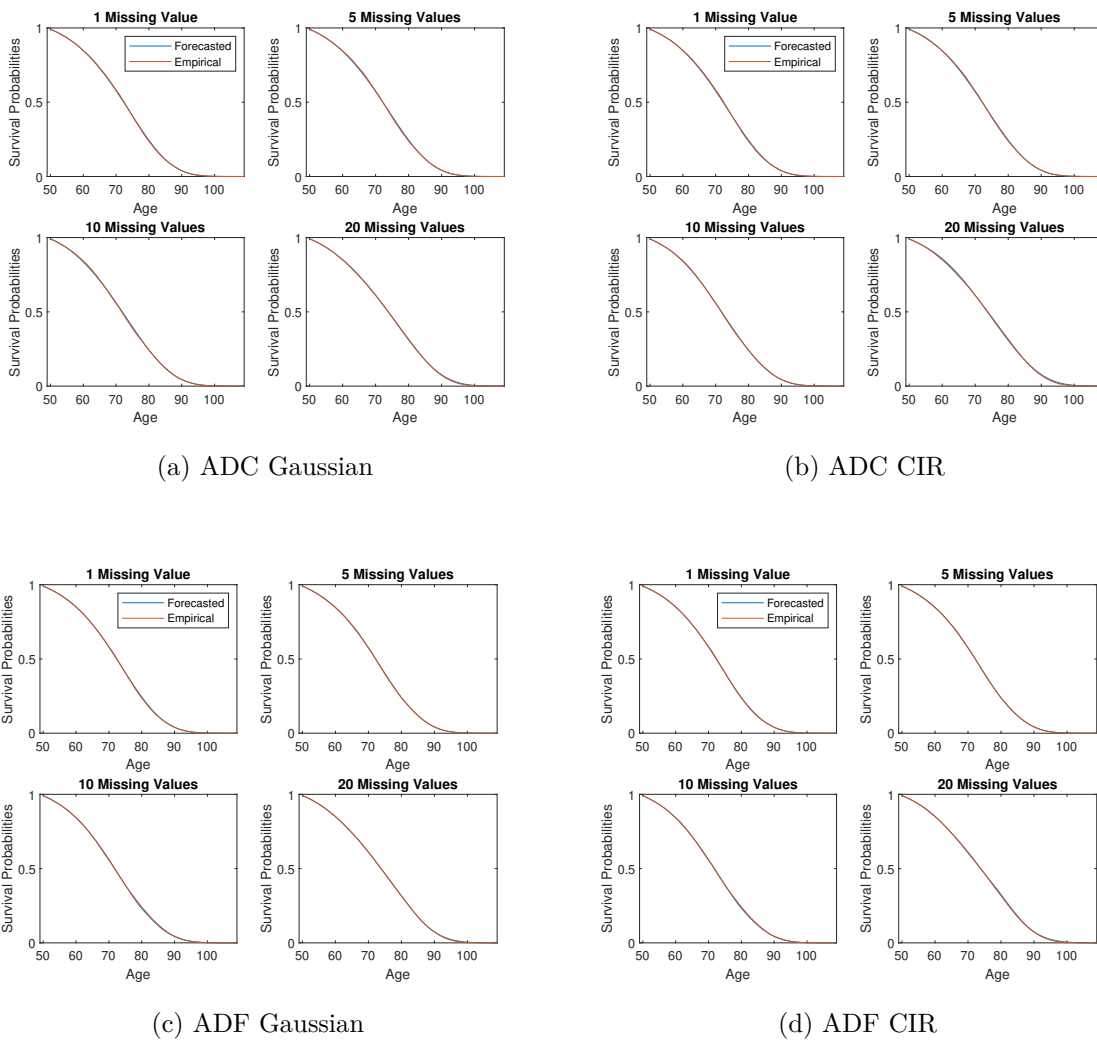 1 Missing Value
Survival Probabilities
1
0.5
0
Forecasted
Empirical
50 60 70 80 90 100
Age
5 Missing Values
Survival Probabilities
1
0.5
0
50 60 70 80 90 100
Age
10 Missing Values
Survival Probabilities
1
0.5
0
50 60 70 80 90 100
Age
20 Missing Values
Survival Probabilities
1
0.5
0
50 60 70 80 90 100
Age
(a) ADC Gaussian
1 Missing Value
Survival Probabilities
1
0.5
0
Forecasted
Empirical
50 60 70 80 90 100
Age
5 Missing Values
Survival Probabilities
1
0.5
0
50 60 70 80 90 100
Age
10 Missing Values
Survival Probabilities
1
0.5
0
50 60 70 80 90 100
Age
20 Missing Values
Survival Probabilities
1
0.5
0
50 60 70 80 90 100
Age
(b) ADC CIR
1 Missing Value
Survival Probabilities
1
0.5
0
Forecasted
Empirical
50 60 70 80 90 100
Age
5 Missing Values
Survival Probabilities
1
0.5
0
50 60 70 80 90 100
Age
10 Missing Values
Survival Probabilities
1
0.5
0
50 60 70 80 90 100
Age
20 Missing Values
Survival Probabilities
1
0.5
0
50 60 70 80 90 100
Age
(c) ADF Gaussian
1 Missing Value
Survival Probabilities
1
0.5
0
Forecasted
Empirical
50 60 70 80 90 100
Age
5 Missing Values
Survival Probabilities
1
0.5
0
50 60 70 80 90 100
Age
10 Missing Values
Survival Probabilities
1
0.5
0
50 60 70 80 90 100
Age
20 Missing Values
Survival Probabilities
1
0.5
0
50 60 70 80 90 100
Age
(d) ADF CIR